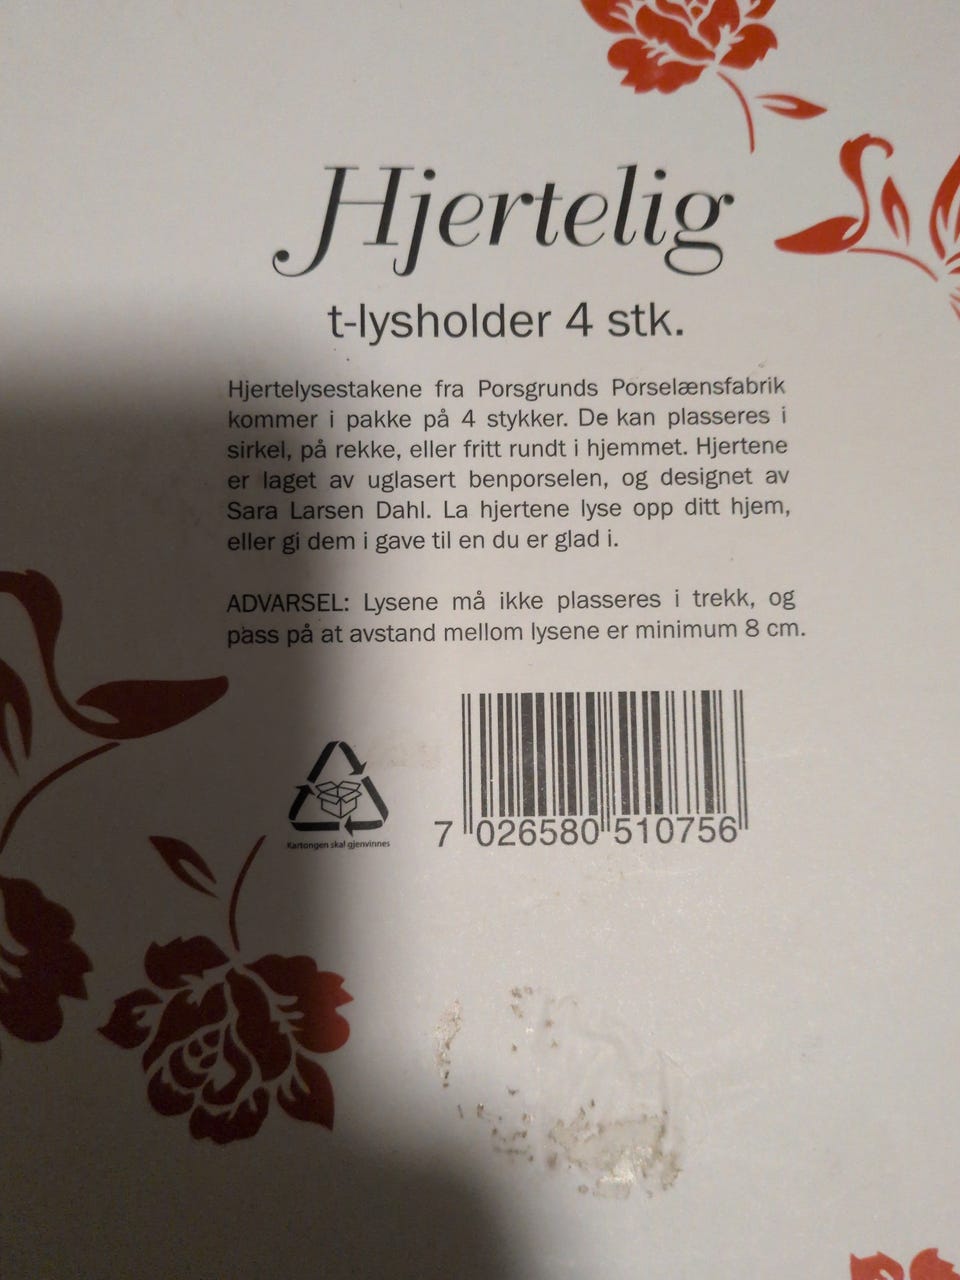 Hjertelig
t-lysholder 4 stk.
Hjertelysestakene fra Porsgrunds Porselænsfabrik
kommer i pakke på 4 stykker. De kan plasseres i
sirkel, på rekke, eller fritt rundt i hjemmet. Hjertene
er laget av uglasert benporselen, og designet av
Sara Larsen Dahl. La hjertene lyse opp ditt hjem,
eller gi dem i gave til en du er glad i.
ADVARSEL: Lysene må ikke plasseres i trekk, og
pass på at avstand mellom lysene er minimum 8 cm.
Kartongen skal gjenvinnes
7 026580 510756